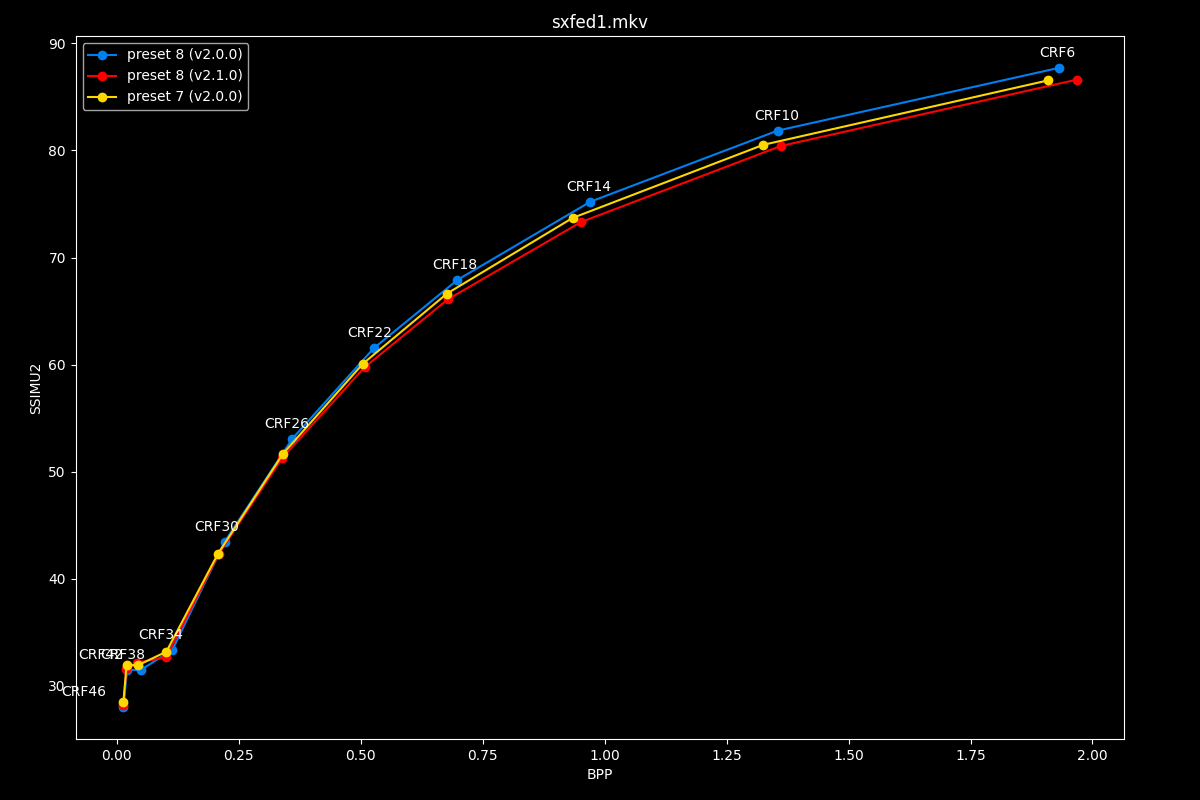 sxfed1.mkv
preset 8 (v2.0.0)
preset 8 (v2.1.0)
preset 7 (v2.0.0)
90
80
70
60
50
40
30
SSIMU2
CRF6
CRF10
CRF14
CRF18
CRF22
CRF26
CRF30
CRF34
CRF42
CRF38
CRF46
0.00
0.25
0.50
0.75
1.00
1.25
1.50
1.75
2.00
BPP